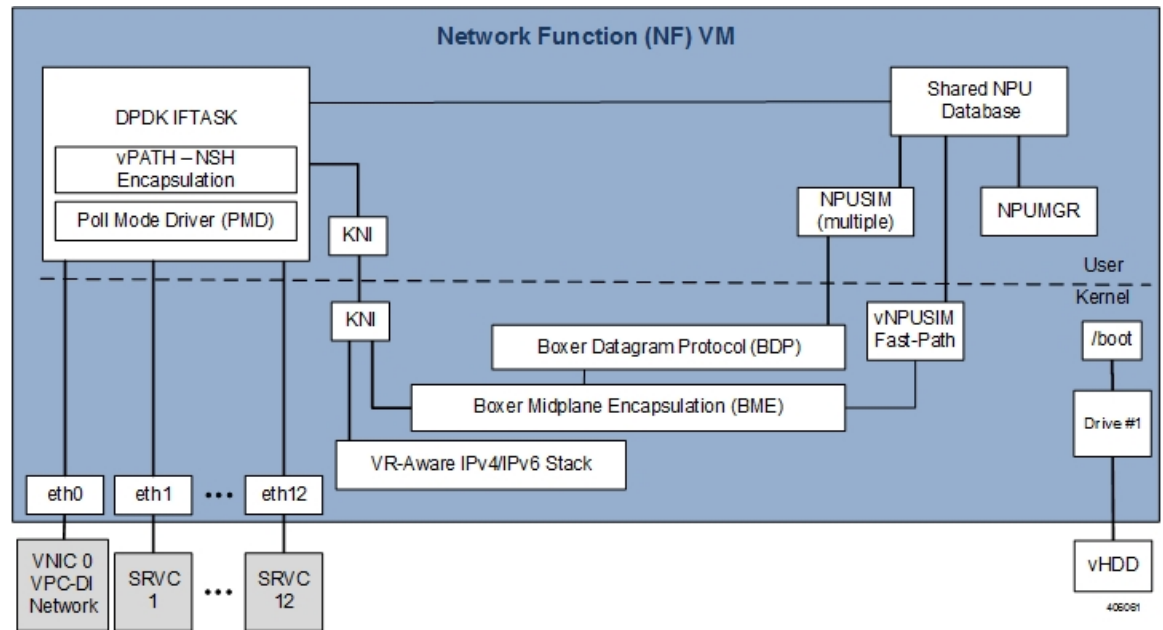 Network Function (NF) VM
DPDK IFTASK
vPATH – NSH
Encapsulation
Poll Mode Driver (PMD)
Shared NPU
Database
NPUSIM
(multiple)
NPUMGR
KNI
User
Kernel
KNI
vNPUSIM
Fast-Path
/boot
Boxer Datagram Protocol (BDP)
Boxer Midplane Encapsulation (BME)
Drive #1
VR-Aware IPv4/IPv6 Stack
eth0
eth1
•••
eth12
VNIC 0
VPC-DI
Network
SRVC
1
•••
SRVC
12
vHDD
406081